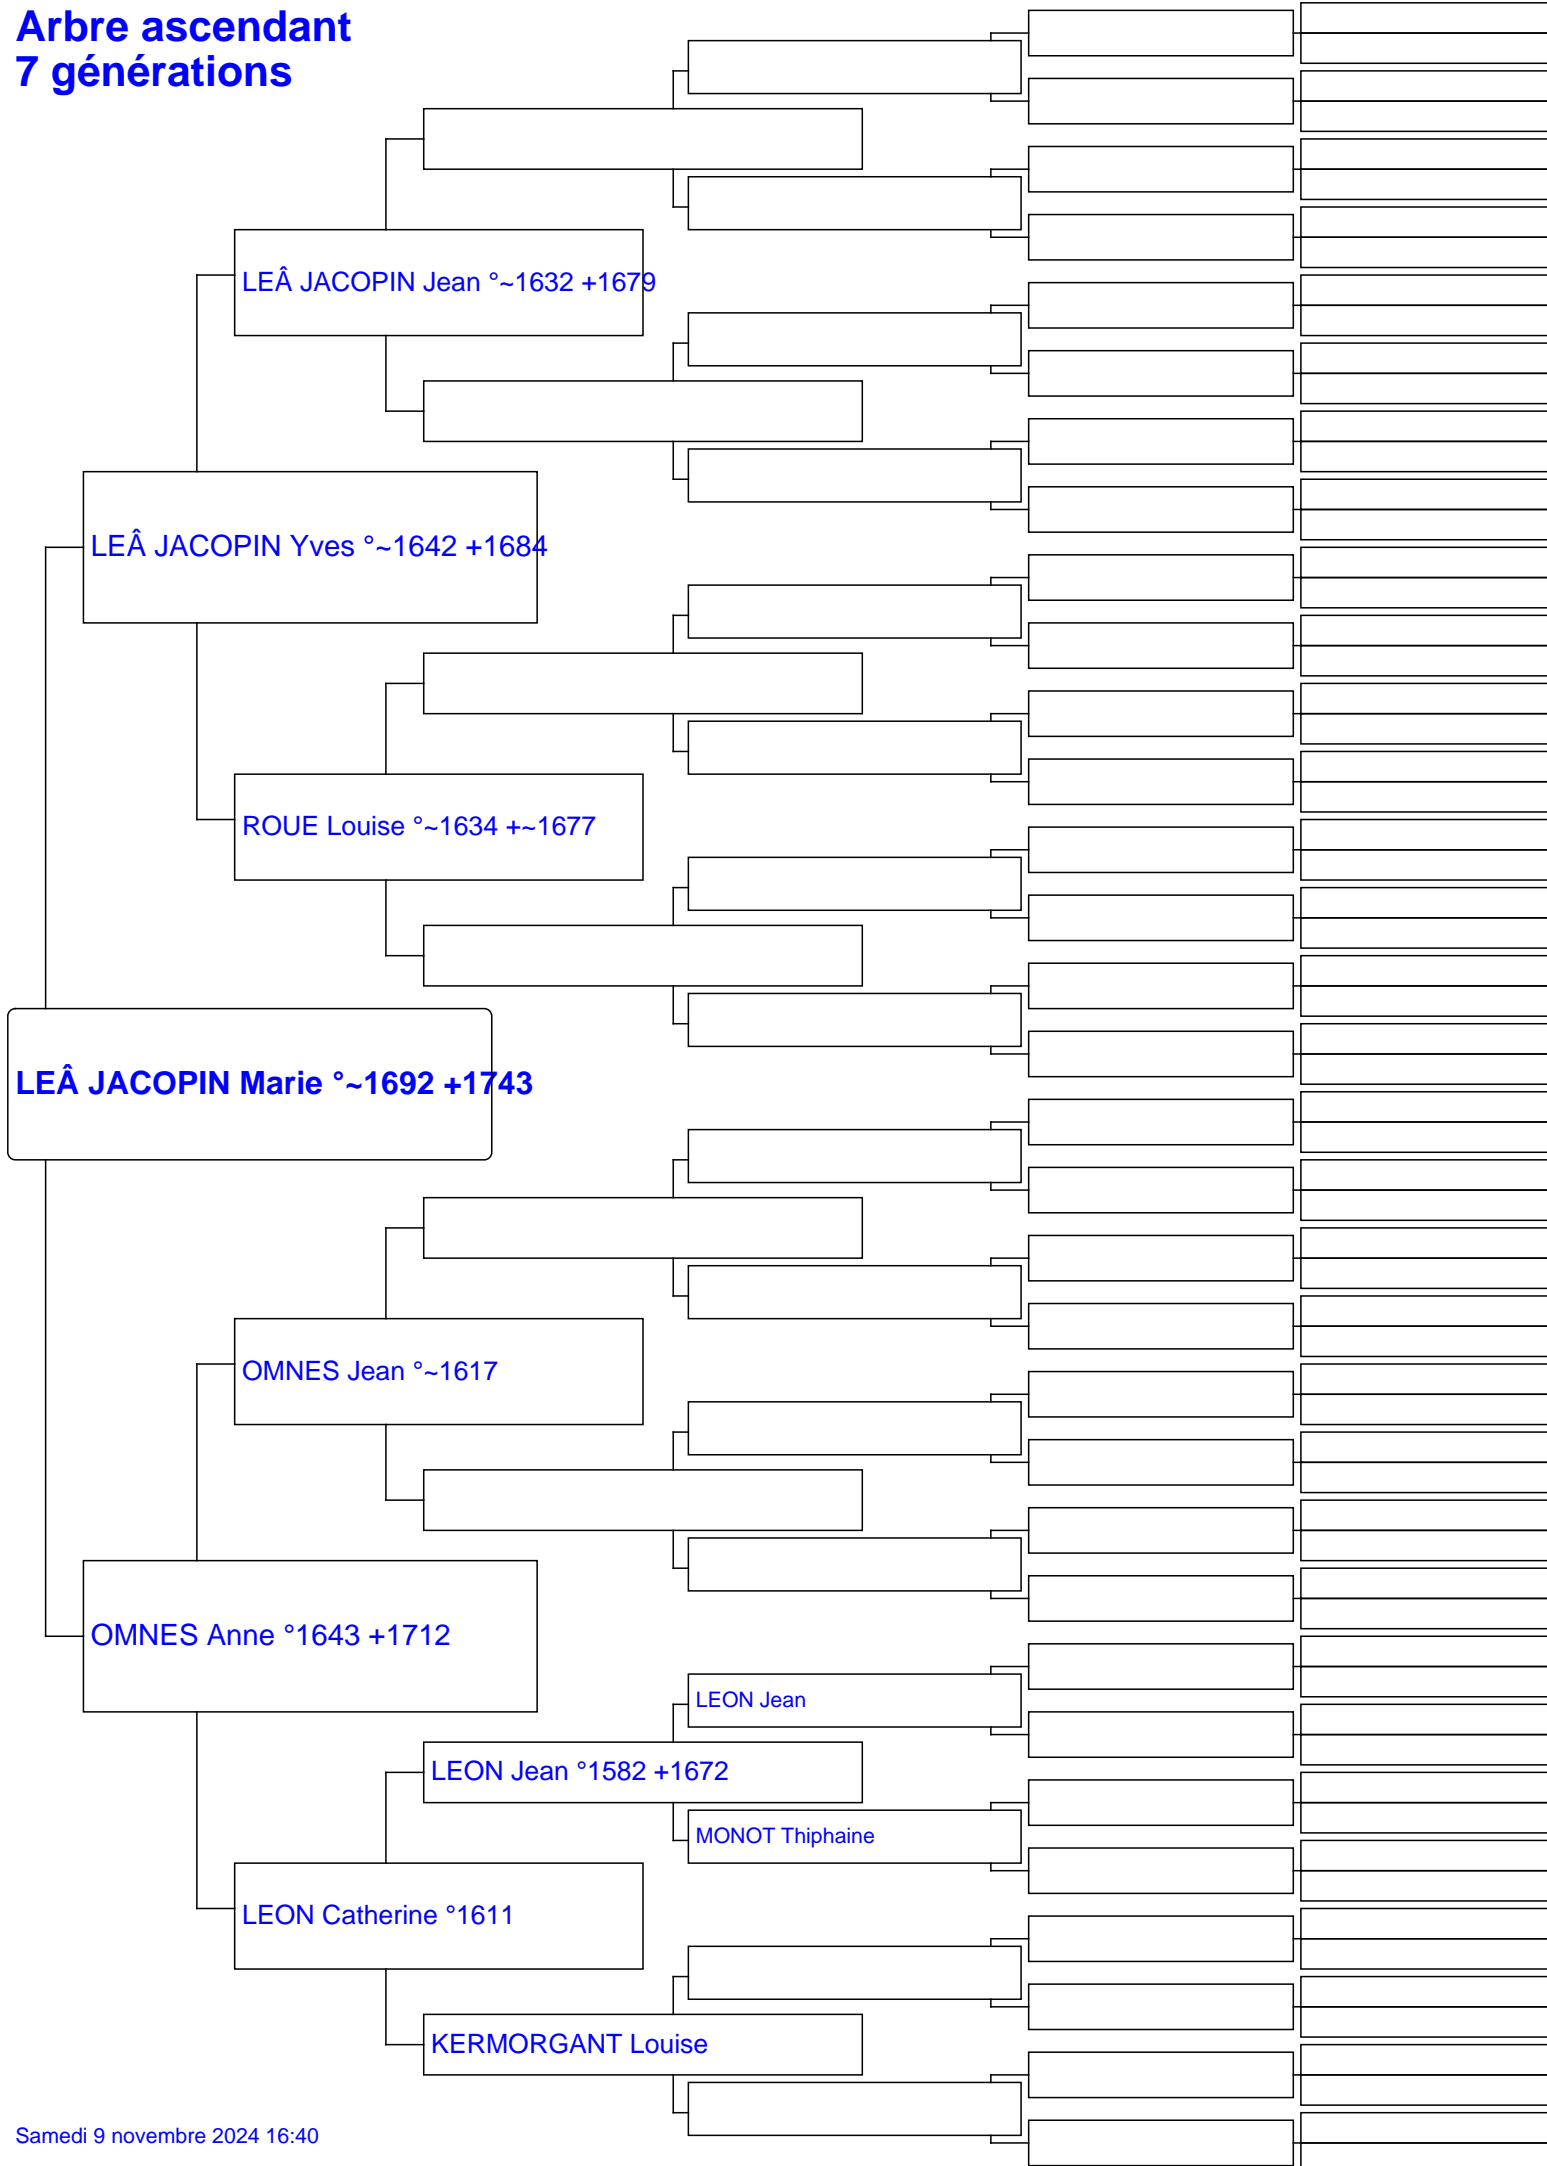 Arbre ascendant
7 générations
LEÂ JACOPIN Jean °~1632 +1679
LEÂ JACOPIN Yves °~1642 +1684
ROUE Louise °~1634 +~1677
LEÂ JACOPIN Marie °~1692 +1743
OMNES Jean °~1617
OMNES Anne °1643 +1712
LEON Jean
LEON Jean °1582 +1672
MONOT Thiphaine
LEON Catherine °1611
KERMORGANT Louise
Samedi 9 novembre 2024 16:40